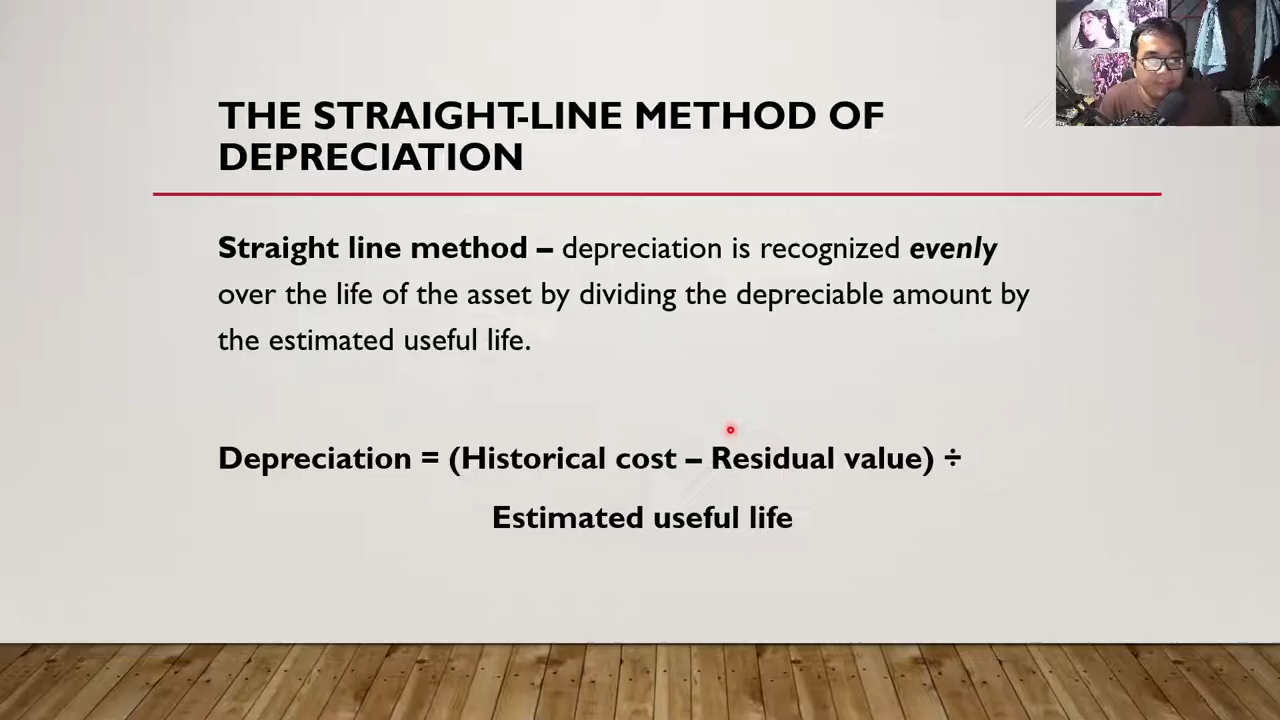 THE STRAIGHT-LINE METHOD OF
DEPRECIATION
Straight line method – depreciation is recognized evenly
over the life of the asset by dividing the depreciable amount by
the estimated useful life.
Depreciation = (Historical cost – Residual value) ÷
Estimated useful life